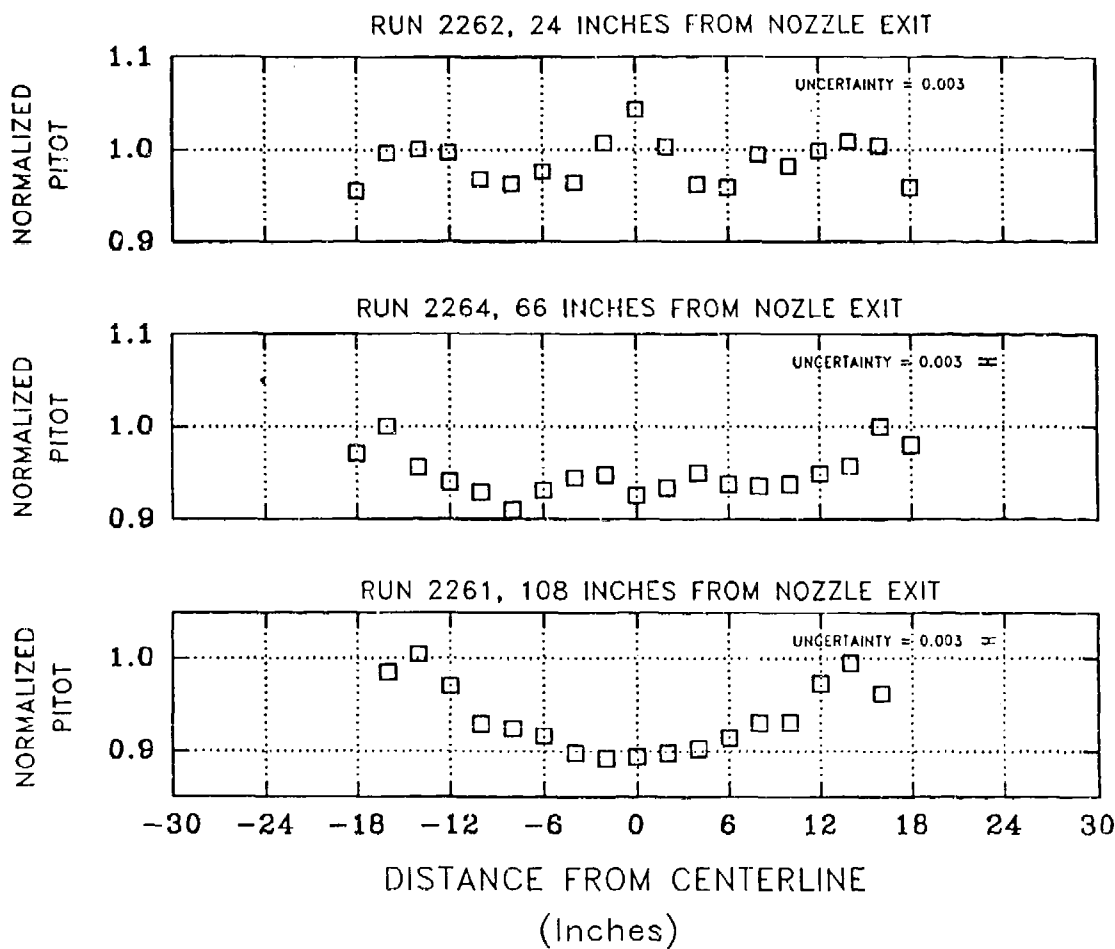 RUN 2262, 24 INCHES FROM NOZZLE EXIT
NORMALIZED
PITOT
1.1
1.0
0.9
UNCERTAINTY = 0.003
RUN 2264, 66 INCHES FROM NOZLE EXIT
NORMALIZED
PITOT
1.1
1.0
0.9
UNCERTAINTY = 0.003
RUN 2261, 108 INCHES FROM NOZZLE EXIT
NORMALIZED
PITOT
1.0
0.9
UNCERTAINTY = 0.003
-30 -24 -18 -12 -6 0 6 12 18 24 30
DISTANCE FROM CENTERLINE
(Inches)